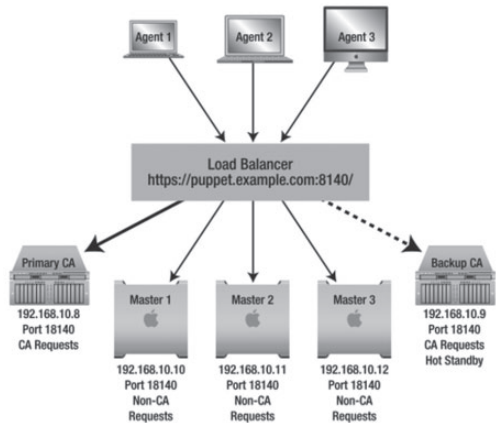 Agent 1
Agent 2
Agent 3
Load Balancer
https://puppet.example.com:8140/
Primary CA
192.168.10.8
Port 18140
CA Requests
Master 1
192.168.10.10
Port 18140
Non-CA
Requests
Master 2
192.168.10.11
Port 18140
Non-CA
Requests
Master 3
192.168.10.12
Port 18140
Non-CA
Requests
Backup CA
192.168.10.9
Port 18140
CA Requests
Hot Standby